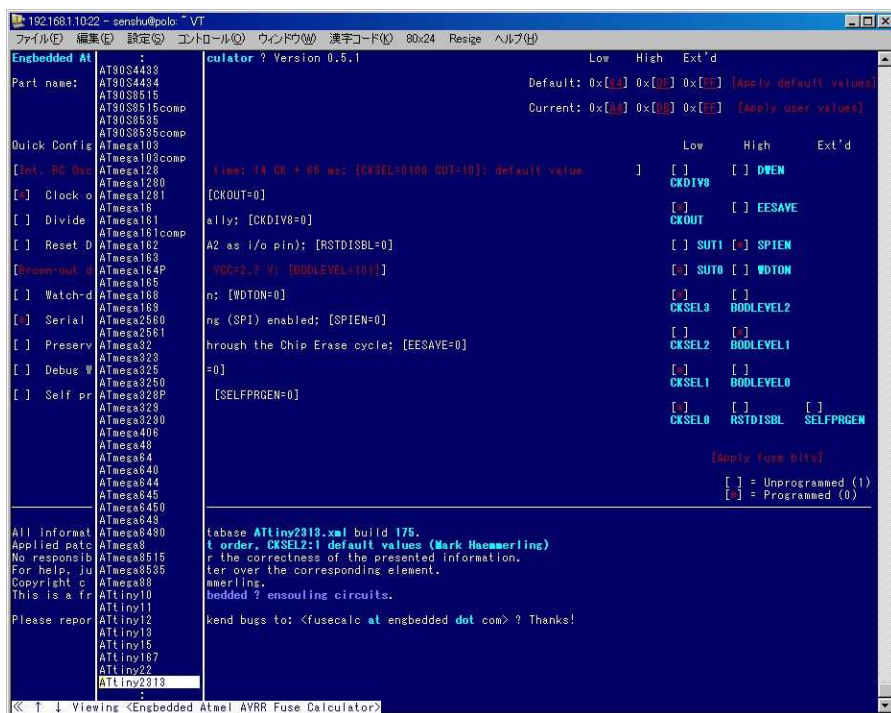 192.168.1.10:22 - senshu@polo: ~ VT
ファイル(F) 編集(E) 設定(S) コントロール(O) ウィンドウ(W) 漢字コード(K) 80x24 Resize ヘルプ(H)
Engbedded At : culator ? Version 0.5.1 Low High Ext'd
AT90S4433
Part name: AT90S4434 Default: 0x[64] 0x[DF] 0x[FF] [Apply default values]
AT90S8515
AT90S8515comp Current: 0x[A4] 0x[DB] 0x[FF] [Apply user values]
AT90S8535
AT90S8535comp
Quick Config ATmega103 Low High Ext'd
ATmega103comp
[Int. RC Osc ATmega128 time: 14 CK + 65 ms; [CKSEL=0100 SUT=10]; default value ] [ ] [ ] DWEN
ATmega1280 CKDIV8
[*] Clock o ATmega1281 [CKOUT=0]
ATmega16 [*] [ ] EESAVE
[ ] Divide ATmega161 ally; [CKDIV8=0] CKOUT
ATmega161comp
[ ] Reset D ATmega162 A2 as i/o pin); [RSTDISBL=0] [ ] SUT1 [*] SPIEN
ATmega163
[Brown-out d ATmega164P VCC=2.7 V; [BODLEVEL=101]] [*] SUT0 [ ] WDTON
ATmega165
[ ] Watch-d ATmega168 n; [WDTON=0] [*] [ ]
ATmega169 CKSEL3 BODLEVEL2
[*] Serial ATmega2560 ng (SPI) enabled; [SPIEN=0]
ATmega2561 [ ] [*]
[ ] Preserv ATmega32 hrough the Chip Erase cycle; [EESAVE=0] CKSEL2 BODLEVEL1
ATmega323
[ ] Debug W ATmega325 =0] [*] [ ]
ATmega3250 CKSEL1 BODLEVEL0
[ ] Self pr ATmega328P [SELFPRGEN=0]
ATmega329 [*] [ ] [ ]
ATmega3290 CKSEL0 RSTDISBL SELFPRGEN
ATmega406
ATmega48
ATmega64 [Apply fuse bits]
ATmega640
ATmega644 [ ] = Unprogrammed (1)
ATmega645 [*] = Programmed (0)
ATmega6450
ATmega649
All informat ATmega6490 tabase ATtiny2313.xml build 175.
Applied patc ATmega8 t order, CKSEL2:1 default values (Mark Haemmerling)
No responsib ATmega8515 r the correctness of the presented information.
For help, ju ATmega8535 ter over the corresponding element.
Copyright c ATmega88 mmerling.
This is a fr ATtiny10 bedded ? ensouling circuits.
ATtiny11
Please repor ATtiny12 kend bugs to: <fusecalc at engbedded dot com> ? Thanks!
ATtiny13
ATtiny15
ATtiny167
ATtiny22
ATtiny2313
:
≪ ↑ ↓ Viewing <Engbedded Atmel AVRR Fuse Calculator>